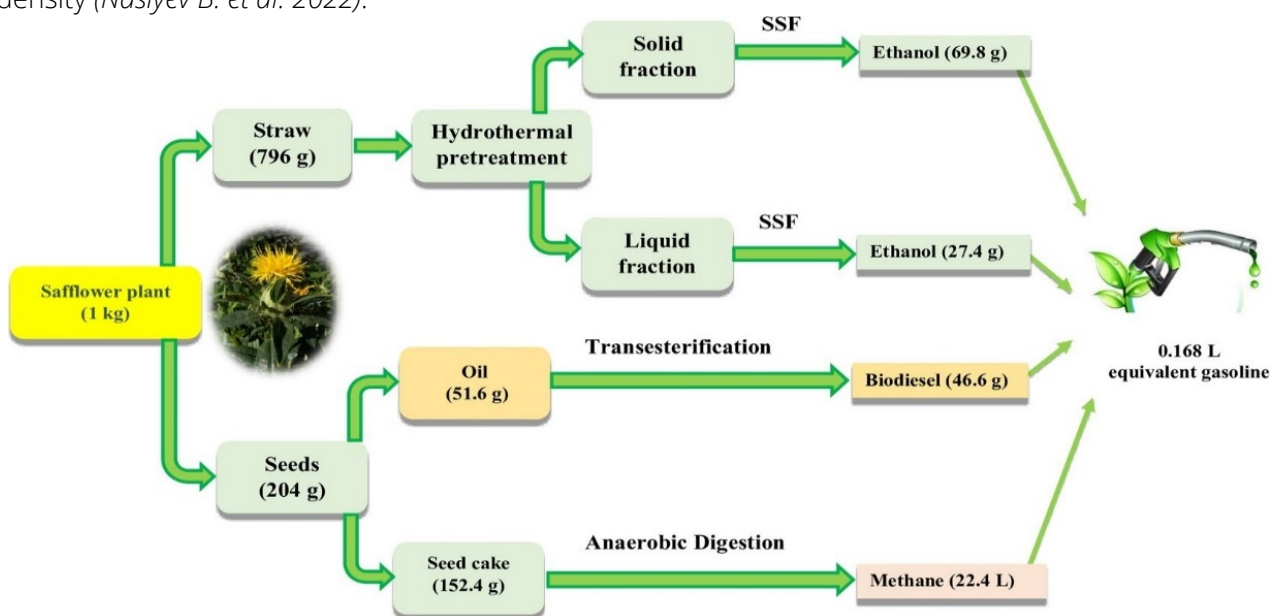 density (Nasiyev B. et al. 2022).
SSF
Solid
fraction
Ethanol (69.8 g)
Straw
(796 g)
Hydrothermal
pretreatment
SSF
Liquid
fraction
Ethanol (27.4 g)
Safflower plant
(1 kg)
0.168 L
equivalent gasoline
Transesterification
Oil
(51.6 g)
Biodiesel (46.6 g)
Seeds
(204 g)
Anaerobic Digestion
Seed cake
(152.4 g)
Methane (22.4 L)